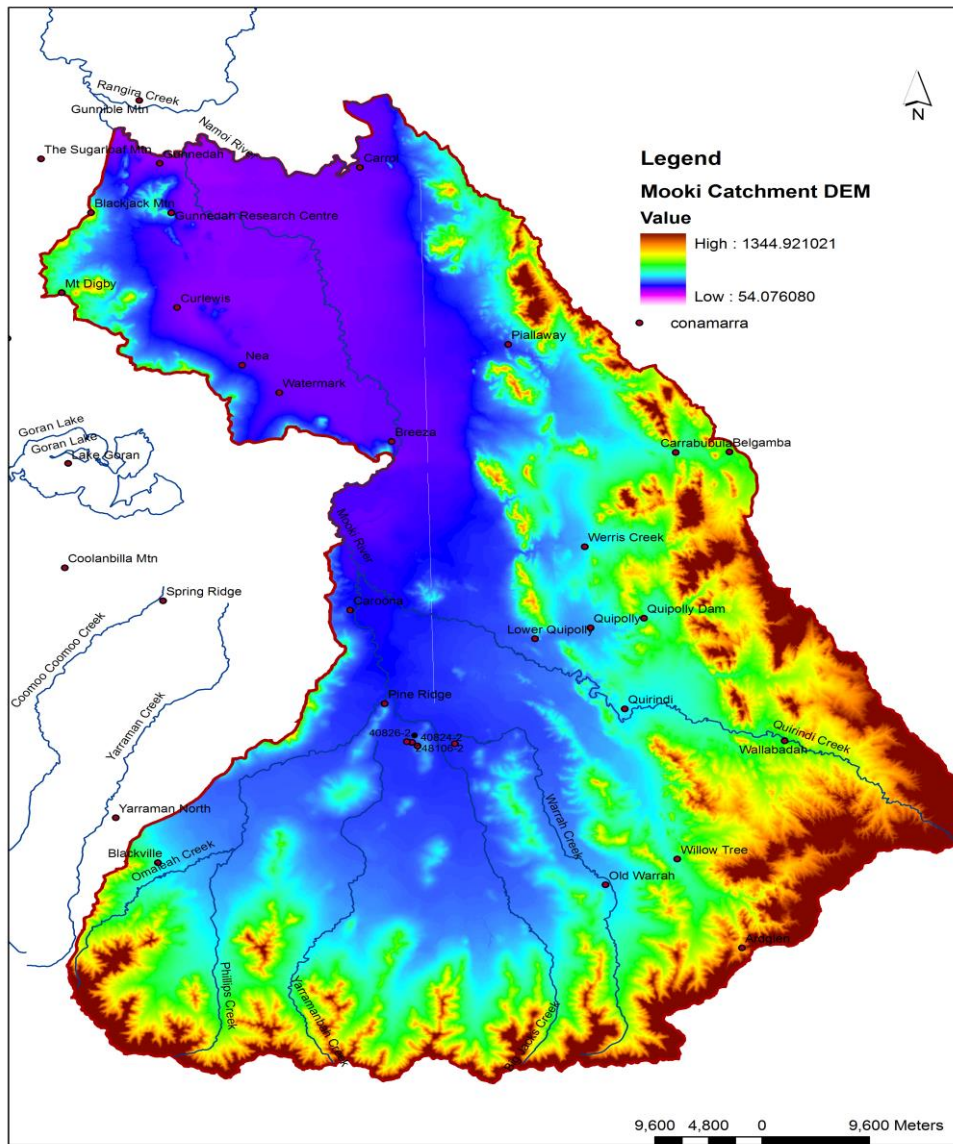 Rangira Creek
Gunnible Mtn
Namoi River
The Sugarloaf Mtn
Gunnedah
Carrol
Blackjack Mtn
Gunnedah Research Centre
Mt Digby
Curlewis
Piallaway
Nea
Watermark
Breeza
Goran Lake
Goran Lake
Lake Goran
Carrabubula
Belgamba
Mooki River
Werris Creek
Coolanbilla Mtn
Spring Ridge
Caroona
Lower Quipolly
Quipolly
Quipolly Dam
Coomoo Coomoo Creek
Yarraman Creek
Pine Ridge
Quirindi
Quirindi Creek
Wallabadah
40826-2
40824-2
248106-2
Yarraman North
Blackville
Omaleah Creek
Warrah Creek
Willow Tree
Old Warrah
Ardglen
Phillips Creek
Yarramanbah Creek
Creek
N
Legend
Mooki Catchment DEM
Value
High : 1344.921021
Low : 54.076080
conamarra
9,600 4,800 0 9,600 Meters